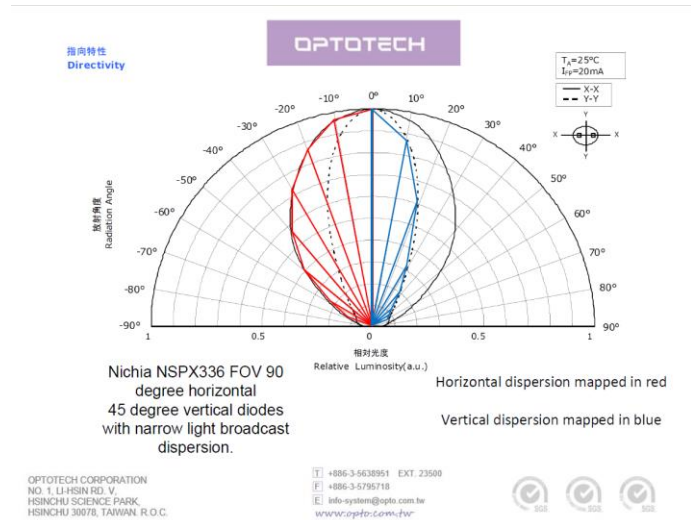 指向特性
Directivity
OPTOTECH
TA=25°C
IFP=20mA
X-X
Y-Y
Y
X
X
Y
-10°
0°
10°
-20°
20°
-30°
30°
-40°
40°
-50°
50°
-60°
60°
-70°
70°
-80°
80°
-90°
90°
放射角度
Radiation Angle
1
0.5
0
0.5
1
相対光度
Relative Luminosity(a.u.)
Nichia NSPX336 FOV 90
degree horizontal
45 degree vertical diodes
with narrow light broadcast
dispersion.
Horizontal dispersion mapped in red
Vertical dispersion mapped in blue
OPTOTECH CORPORATION
NO. 1, LI-HSIN RD. V,
HSINCHU SCIENCE PARK,
HSINCHU 30078, TAIWAN. R.O.C.
T +886-3-5638951 EXT. 23500
F +886-3-5795718
E info-system@opto.com.tw
www.opto.com.tw
SGS
SGS
SGS